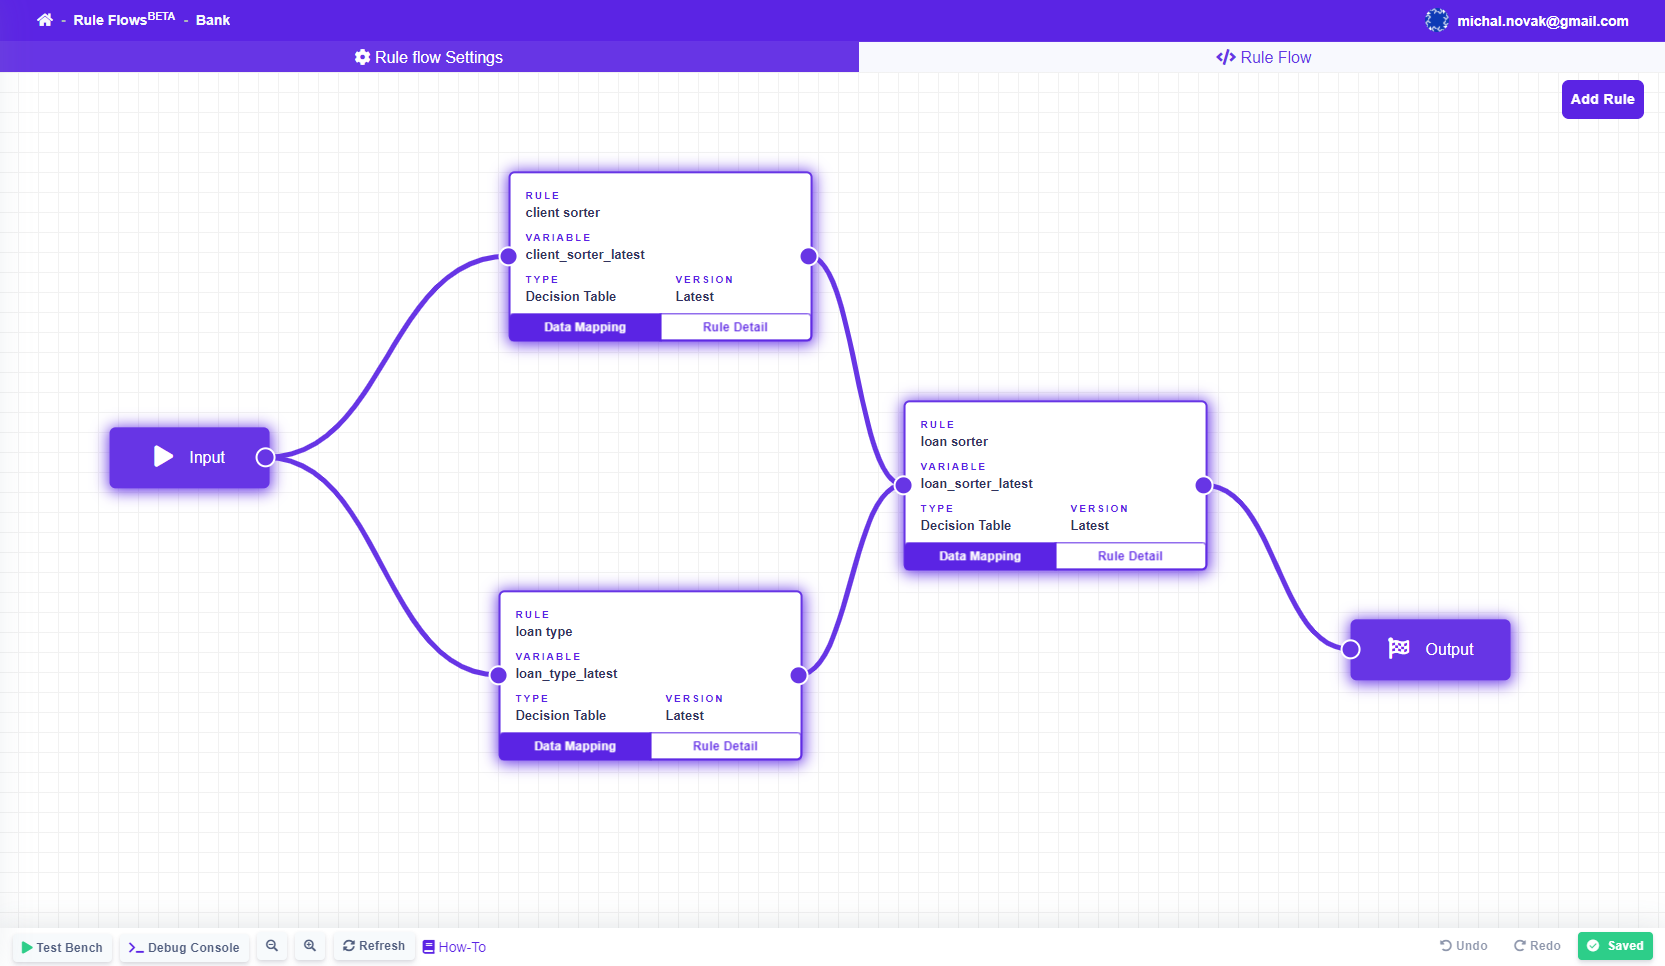 - Rule FlowsBETA - Bank
michal.novak@gmail.com
Rule flow Settings
Rule Flow
Add Rule
RULE
client sorter
VARIABLE
client_sorter_latest
TYPE VERSION
Decision Table Latest
Data Mapping Rule Detail
Input
RULE
loan sorter
VARIABLE
loan_sorter_latest
TYPE VERSION
Decision Table Latest
Data Mapping Rule Detail
RULE
loan type
VARIABLE
loan_type_latest
TYPE VERSION
Decision Table Latest
Data Mapping Rule Detail
Output
Test Bench
Debug Console
Refresh
How-To
Undo
Redo
Saved